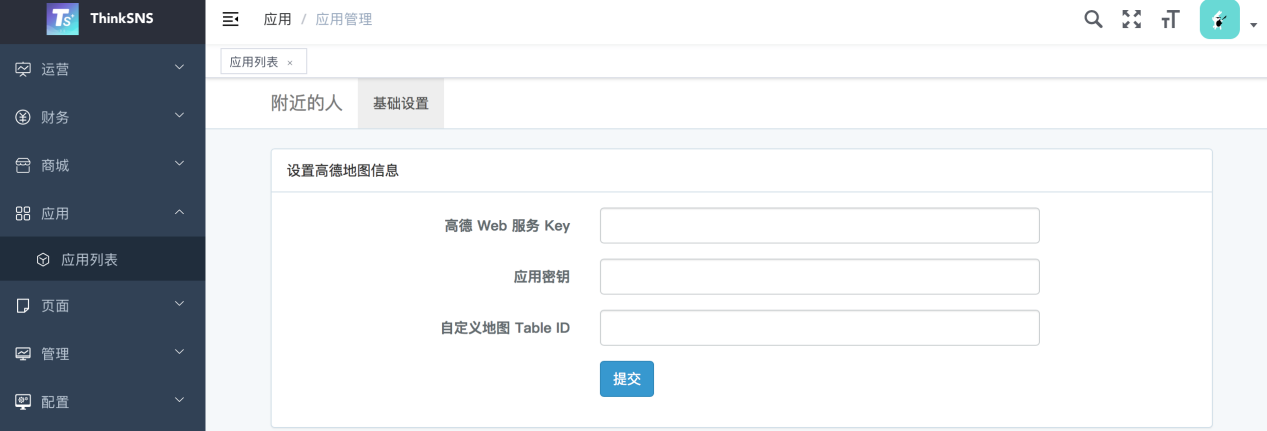 ThinkSNS
应用 / 应用管理
运营
财务
商城
应用
应用列表
页面
管理
配置
应用列表 ×
附近的人
基础设置
设置高德地图信息
高德 Web 服务 Key
应用密钥
自定义地图 Table ID
提交